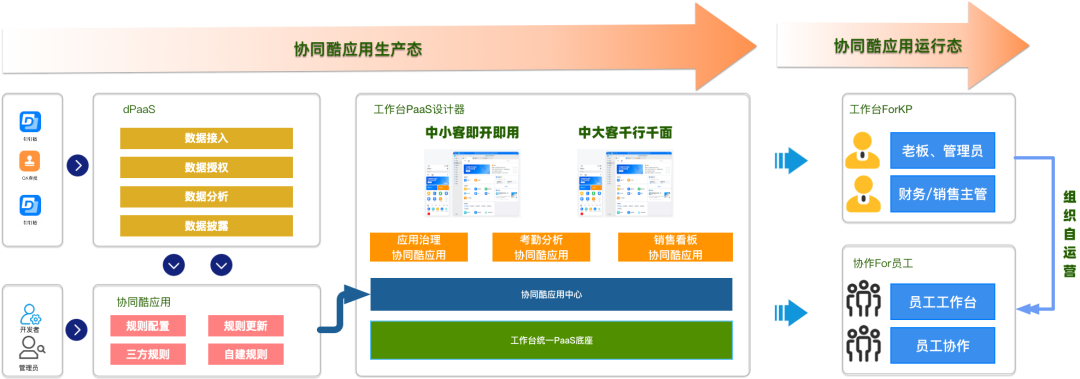 协同酷应用生产态
协同酷应用运行态
钉钉搭
OA审批
钉钉搭
dPaaS
数据接入
数据授权
数据分析
数据披露
开发者
管理员
协同酷应用
规则配置
规则更新
三方规则
自建规则
工作台PaaS设计器
中小客即开即用
中大客千行千面
应用治理
协同酷应用
考勤分析
协同酷应用
销售看板
协同酷应用
协同酷应用中心
工作台统一PaaS底座
工作台ForKP
老板、管理员
财务/销售主管
协作For员工
员工工作台
员工协作
组织自运营